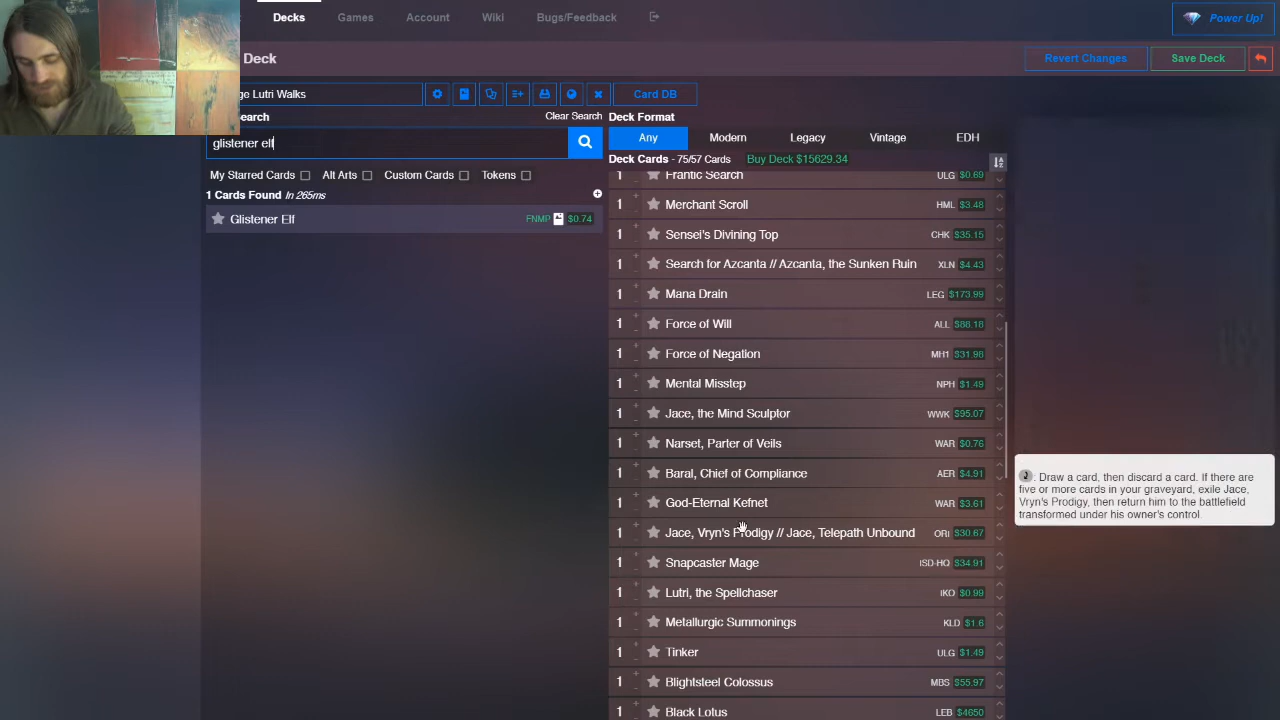 Decks Games Account Wiki Bugs/Feedback Power Up!
Deck Revert Changes Save Deck
ge Lutri Walks Card DB
Search Clear Search Deck Format
glistener elf Any Modern Legacy Vintage EDH
Deck Cards - 75/57 Cards Buy Deck $15629.34
My Starred Cards Alt Arts Custom Cards Tokens
1 Frantic Search ULG $0.69
1 Cards Found In 265ms
1 Merchant Scroll HML $3.48
Glistener Elf FNMP $0.74
1 Sensei's Divining Top CHK $35.15
1 Search for Azcanta // Azcanta, the Sunken Ruin XLN $4.43
1 Mana Drain LEG $173.99
1 Force of Will ALL $88.18
1 Force of Negation MH1 $31.98
1 Mental Misstep NPH $1.49
1 Jace, the Mind Sculptor WWK $95.07
1 Narset, Parter of Veils WAR $0.76
1 Baral, Chief of Compliance AER $4.91
1 God-Eternal Kefnet WAR $3.61
1 Jace, Vryn's Prodigy // Jace, Telepath Unbound ORI $30.67
1 Snapcaster Mage ISD-HQ $34.91
1 Lutri, the Spellchaser IKO $0.99
1 Metallurgic Summonings KLD $1.6
1 Tinker ULG $1.49
1 Blightsteel Colossus MBS $55.97
1 Black Lotus LEB $4650
: Draw a card, then discard a card. If there are
five or more cards in your graveyard, exile Jace,
Vryn's Prodigy, then return him to the battlefield
transformed under his owner's control.